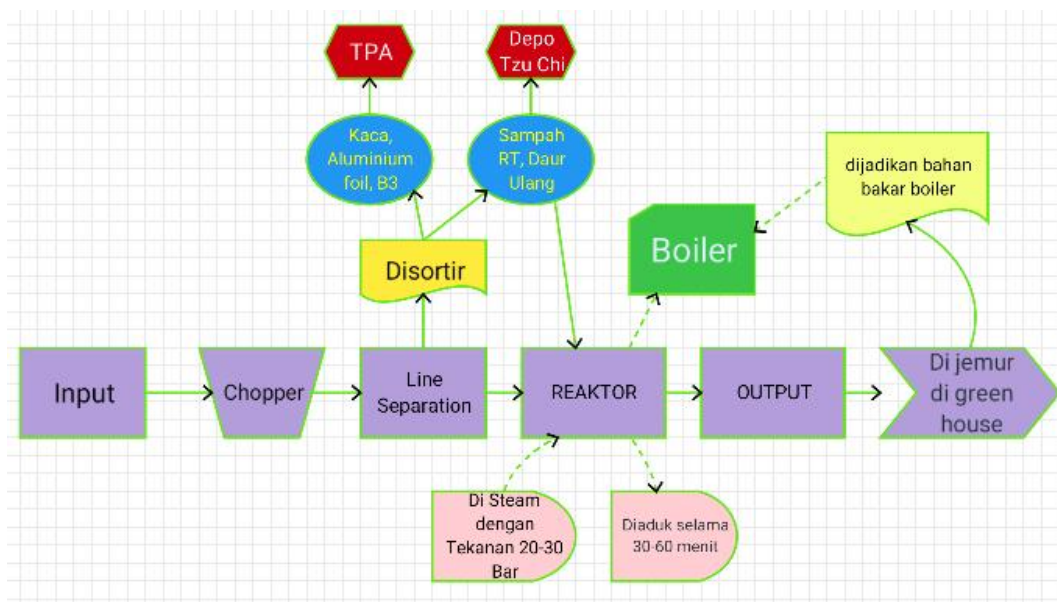 TPA
Depo
Tzu Chi
Kaca,
Aluminium
foil, B3
Sampah
RT, Daur
Ulang
dijadikan bahan
bakar boiler
Disortir
Boiler
Input
Chopper
Line
Separation
REAKTOR
OUTPUT
Di jemur
di green
house
Di Steam
dengan
Tekanan 20-30
Bar
Diaduk selama
30-60 menit